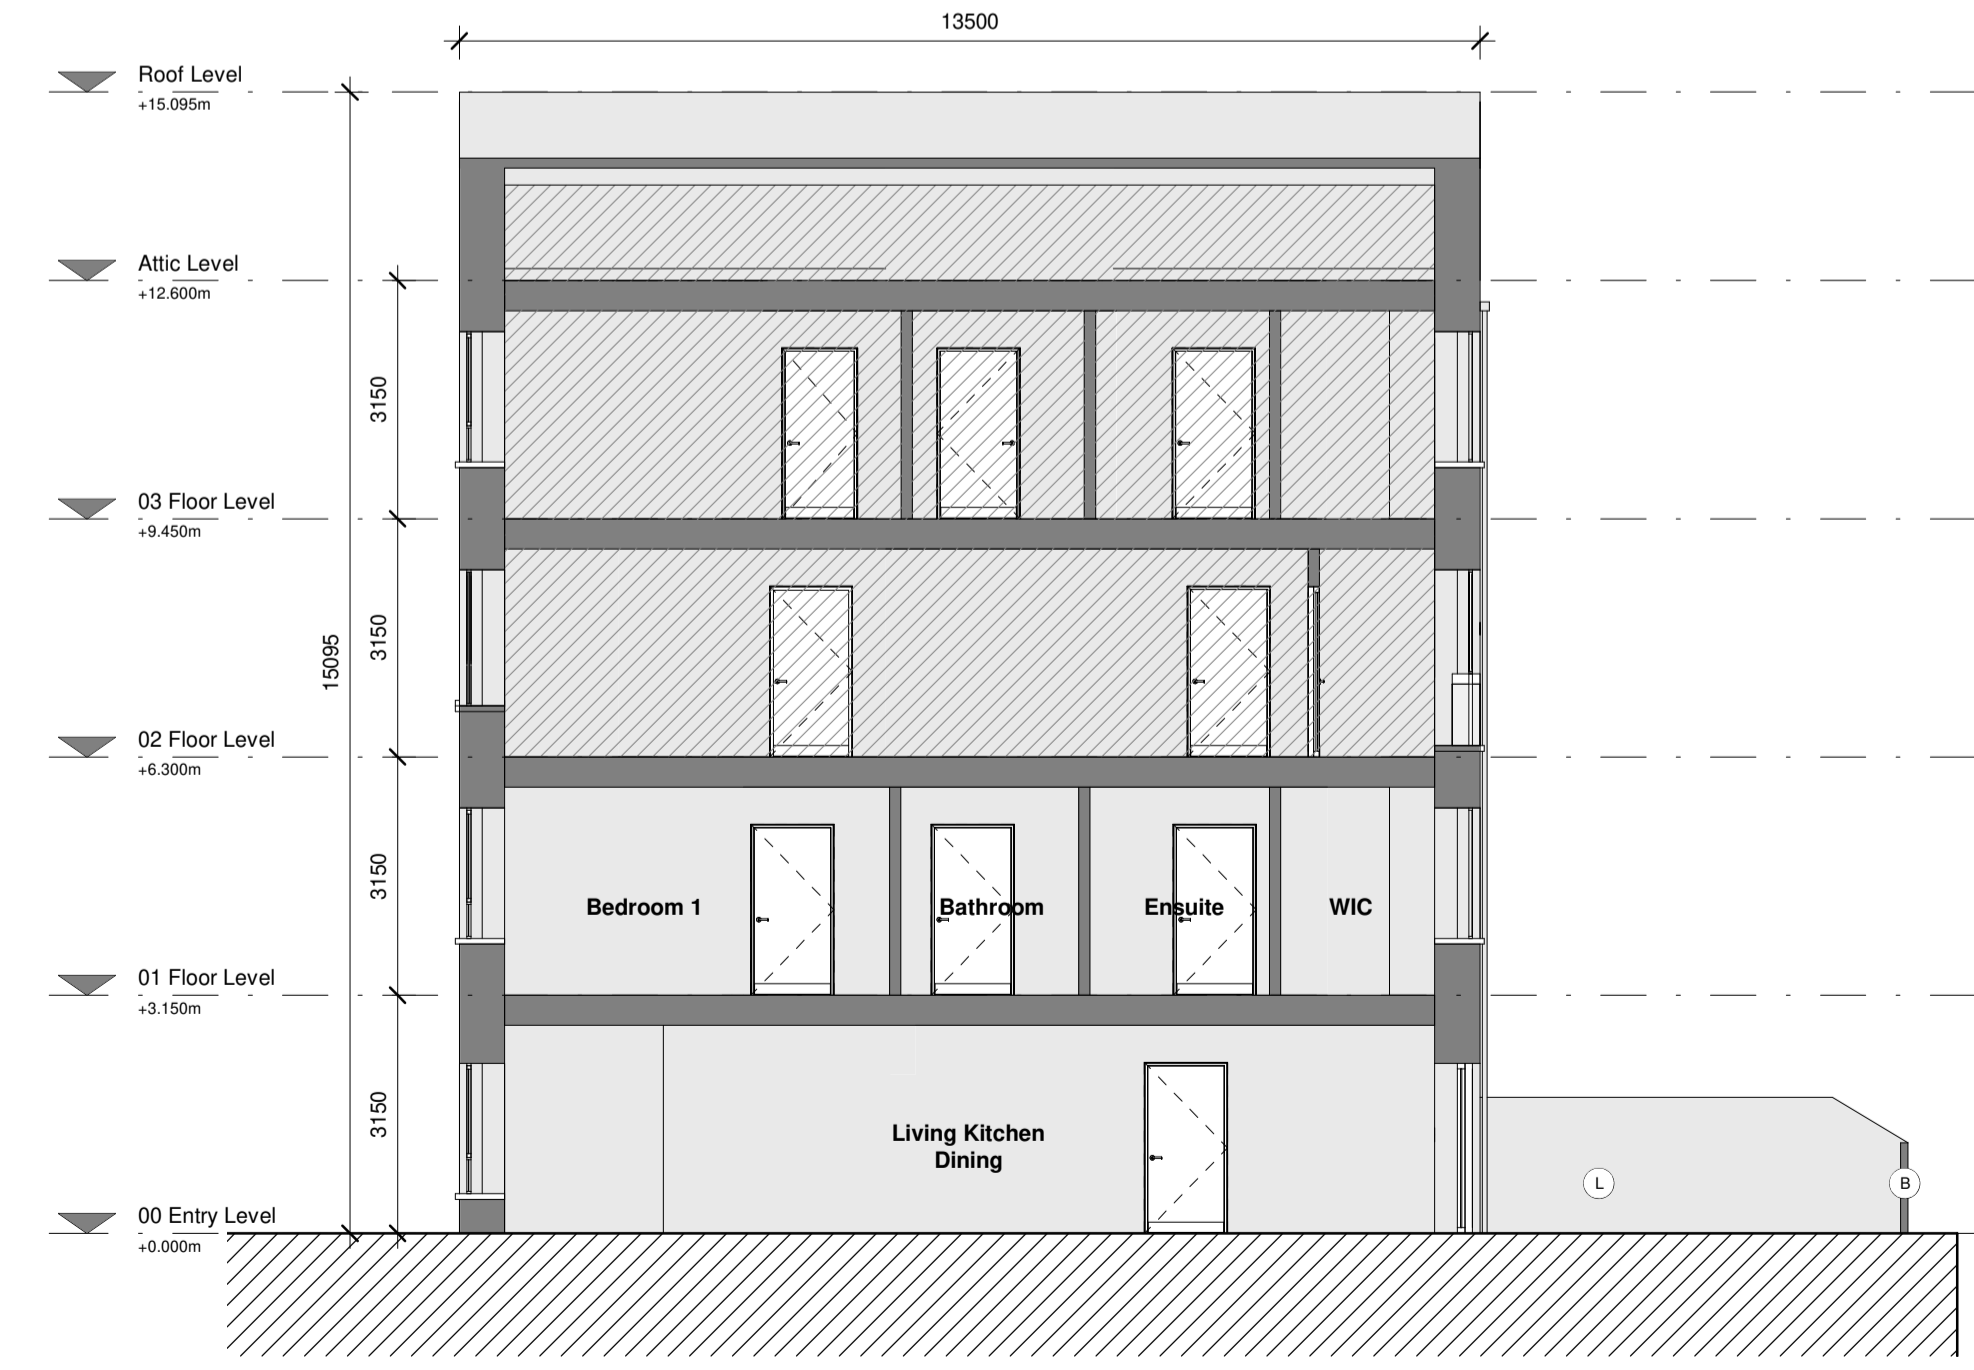 13500
Roof Level
+15.095m
Attic Level
+12.600m
3150
03 Floor Level
+9.450m
15095
3150
02 Floor Level
+6.300m
3150
Bedroom 1
Bathroom
Ensuite
WIC
01 Floor Level
+3.150m
3150
Living Kitchen
Dining
L
B
00 Entry Level
+0.000m